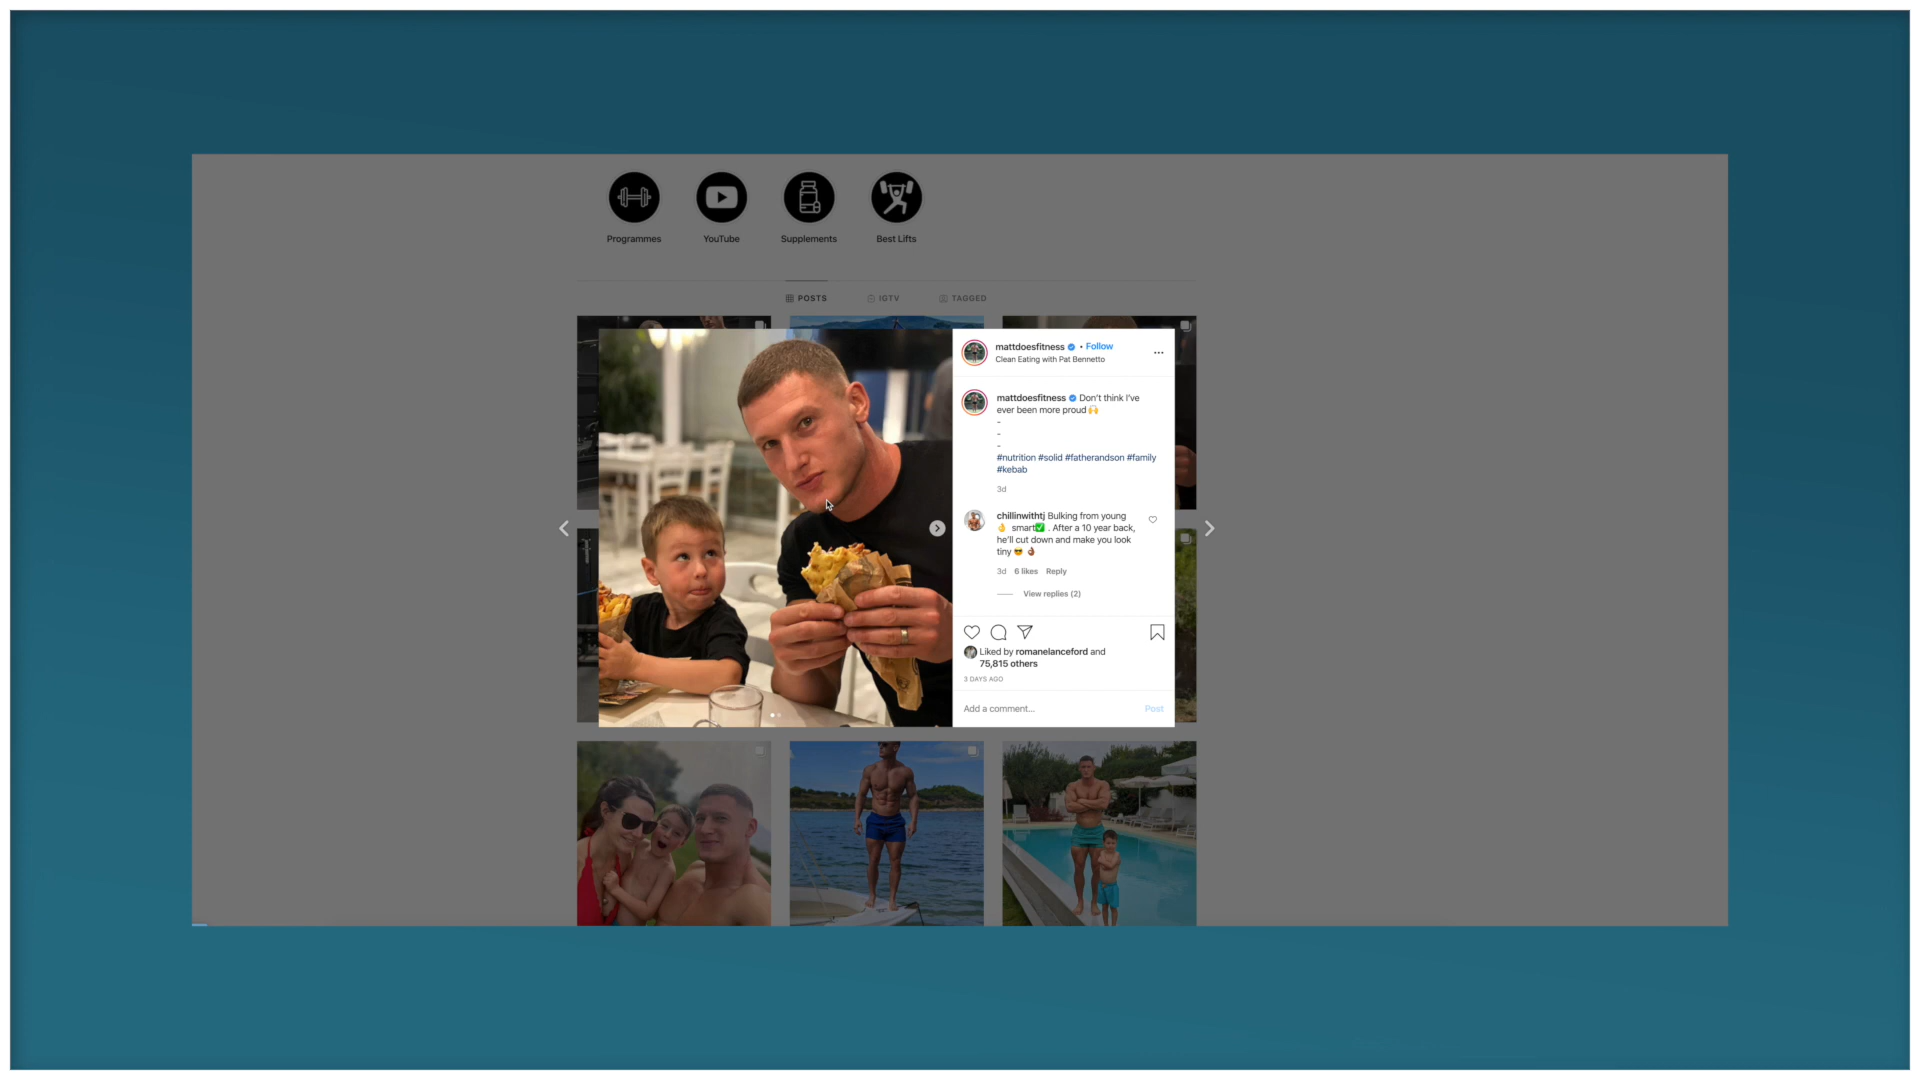 Programmes
YouTube
Supplements
Best Lifts
POSTS
IGTV
TAGGED
mattdoesfitness • Follow
Clean Eating with Pat Bennetto
mattdoesfitness Don't think I've
ever been more proud 🙌
-
-
-
#nutrition #solid #fatherandson #family
#kebab
3d
chillinwithtj Bulking from young
👌 smart✅ . After a 10 year back,
he'll cut down and make you look
tiny 😎 👌🏾
3d 6 likes Reply
View replies (2)
Liked by romanelanceford and
75,815 others
3 DAYS AGO
Add a comment...
Post